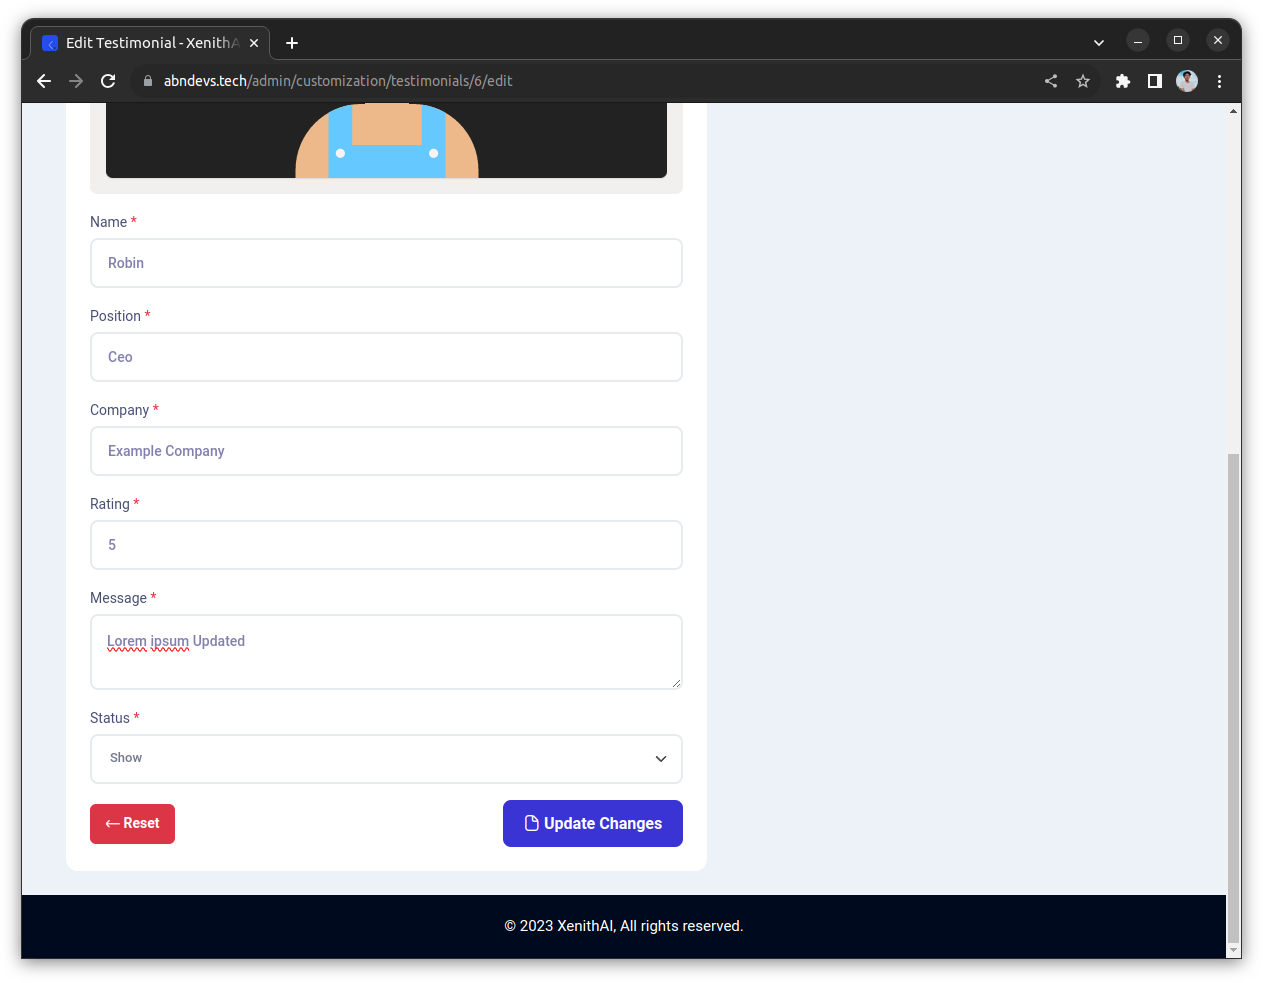 Edit Testimonial - XenithA
abndevs.tech/admin/customization/testimonials/6/edit
Name *
Robin
Position *
Ceo
Company *
Example Company
Rating *
5
Message *
Lorem ipsum Updated
Status *
Show
Reset
Update Changes
© 2023 XenithAI, All rights reserved.